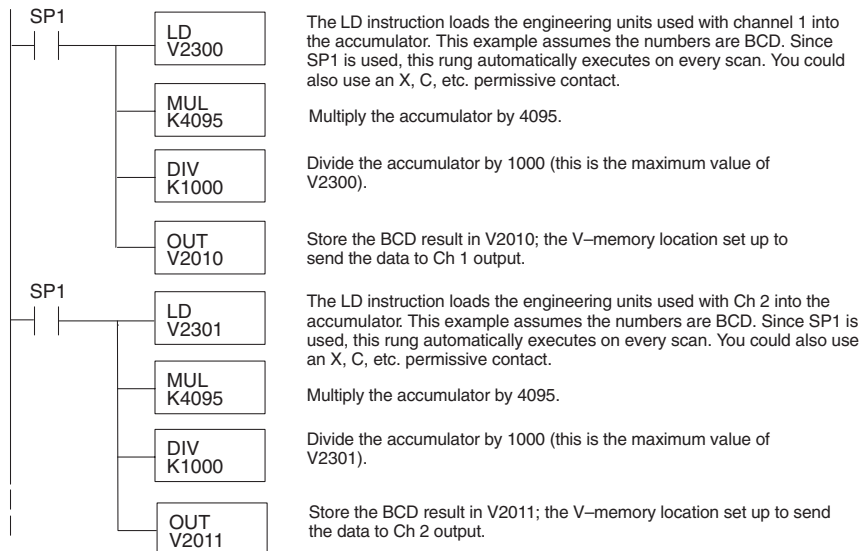 SP1
LD
V2300
The LD instruction loads the engineering units used with channel 1 into
the accumulator. This example assumes the numbers are BCD. Since
SP1 is used, this rung automatically executes on every scan. You could
also use an X, C, etc. permissive contact.
MUL
K4095
Multiply the accumulator by 4095.
DIV
K1000
Divide the accumulator by 1000 (this is the maximum value of
V2300).
OUT
V2010
Store the BCD result in V2010; the V–memory location set up to
send the data to Ch 1 output.
SP1
LD
V2301
The LD instruction loads the engineering units used with Ch 2 into the
accumulator. This example assumes the numbers are BCD. Since SP1 is
used, this rung automatically executes on every scan. You could also use
an X, C, etc. permissive contact.
MUL
K4095
Multiply the accumulator by 4095.
DIV
K1000
Divide the accumulator by 1000 (this is the maximum value of
V2301).
OUT
V2011
Store the BCD result in V2011; the V–memory location set up to send
the data to Ch 2 output.